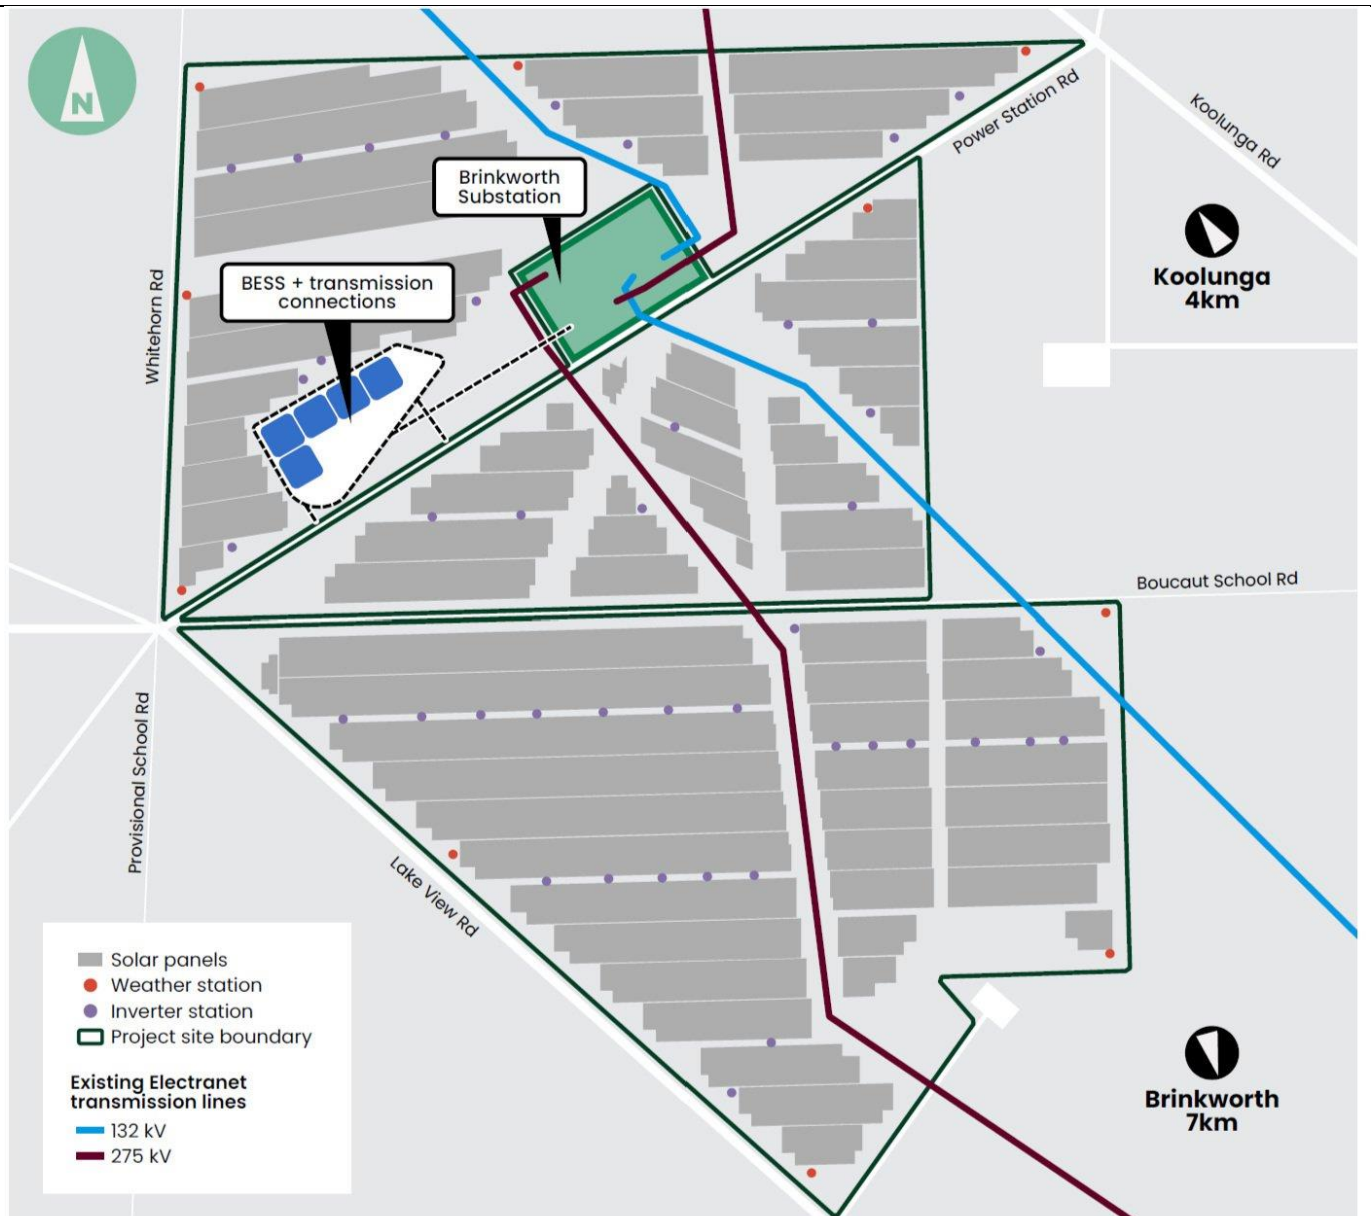 N
Koolunga Rd
Power Station Rd
Brinkworth
Substation
Koolunga
4km
BESS + transmission
connections
Whitehorn Rd
Boucaut School Rd
Provisional School Rd
Lake View Rd
Solar panels
Weather station
Inverter station
Project site boundary
Existing Electranet
transmission lines
132 kV
275 kV
Brinkworth
7km